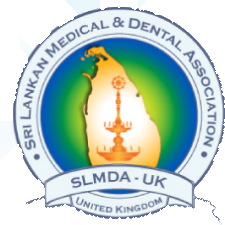 • SRI LANKAN MEDICAL & DENTAL ASSOCIATION •
SLMDA - UK
UNITED KINGDOM